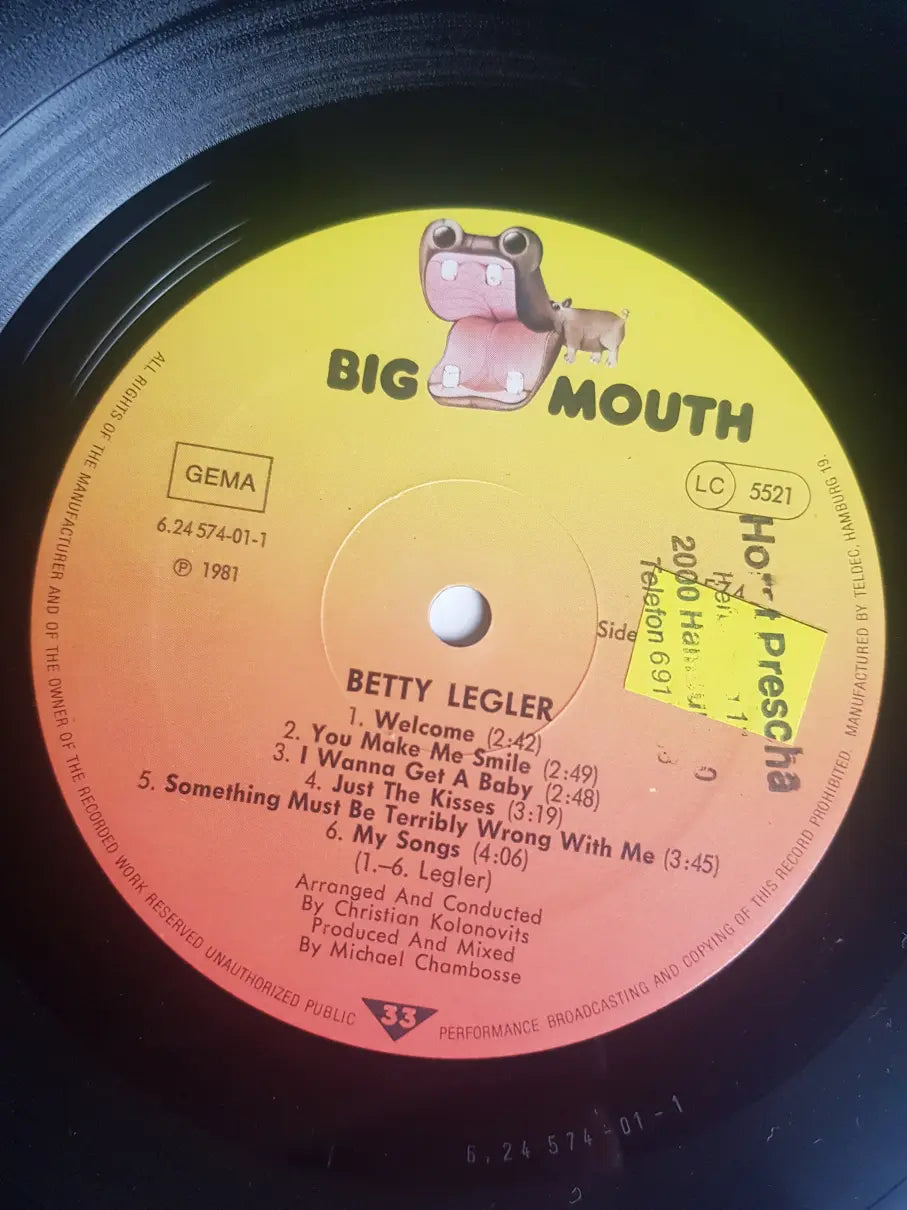 BIG MOUTH
GEMA
LC 5521
6.24574-01-1
Ⓟ 1981
Side
Prescha
2000
Telefon 691
BETTY LEGLER
1. Welcome (2:42)
2. You Make Me Smile (2:49)
3. I Wanna Get A Baby (2:48)
4. Just The Kisses (3:19)
5. Something Must Be Terribly Wrong With Me (3:45)
6. My Songs (4:06)
(1.–6. Legler)
Arranged And Conducted
By Christian Kolonovits
Produced And Mixed
By Michael Chambosse
33
ALL RIGHTS OF THE MANUFACTURER AND OF THE OWNER OF THE RECORDED WORK RESERVED UNAUTHORIZED PUBLIC PERFORMANCE BROADCASTING AND COPYING OF THIS RECORD PROHIBITED. MANUFACTURED BY TELDEC, HAMBURG 19.
6.24574-01-1